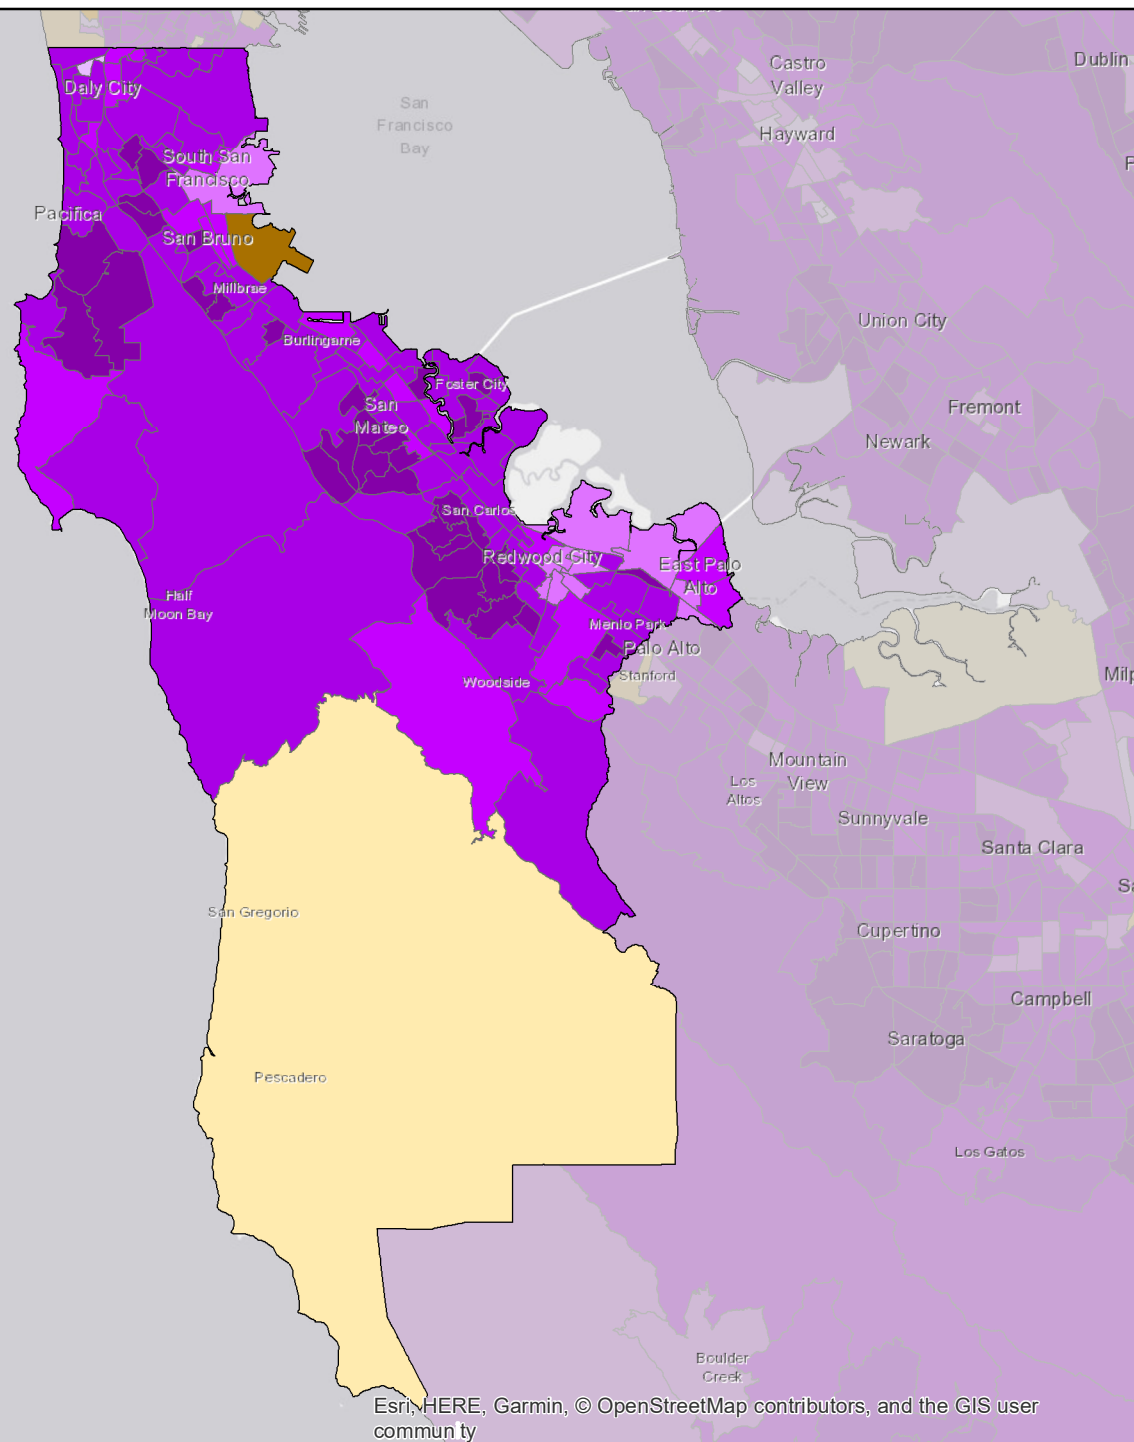 Dublin
Castro
Valley
Daly City
San
Francisco
Bay
Hayward
South San
Francisco
Pacifica
San Bruno
Millbrae
Union City
Burlingame
Foster City
San
Mateo
Fremont
Newark
San Carlos
Redwood City
East Palo
Alto
Half
Moon Bay
Menlo Park
Palo Alto
Stanford
Woodside
Milp
Mountain
View
Los
Altos
Sunnyvale
Santa Clara
Sa
San Gregorio
Cupertino
Campbell
Saratoga
Pescadero
Los Gatos
Boulder
Creek
Esri, HERE, Garmin, © OpenStreetMap contributors, and the GIS user
community